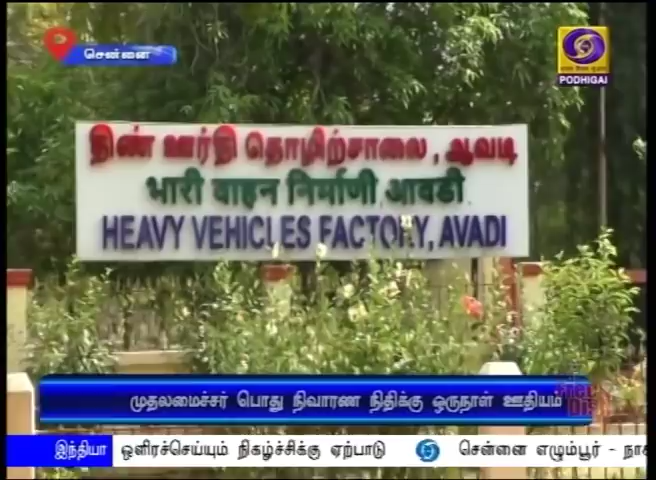 சென்னை
PODHIGAI
திண் ஊர்தி தொழிற்சாலை, ஆவடி
भारी वाहन निर्माणी आवडी
HEAVY VEHICLES FACTORY, AVADI
முதலமைச்சர் பொது நிவாரண நிதிக்கு ஒருநாள் ஊதியம்
இந்தியா ஒளிரச்செய்யும் நிகழ்ச்சிக்கு ஏற்பாடு சென்னை எழும்பூர் - நாக